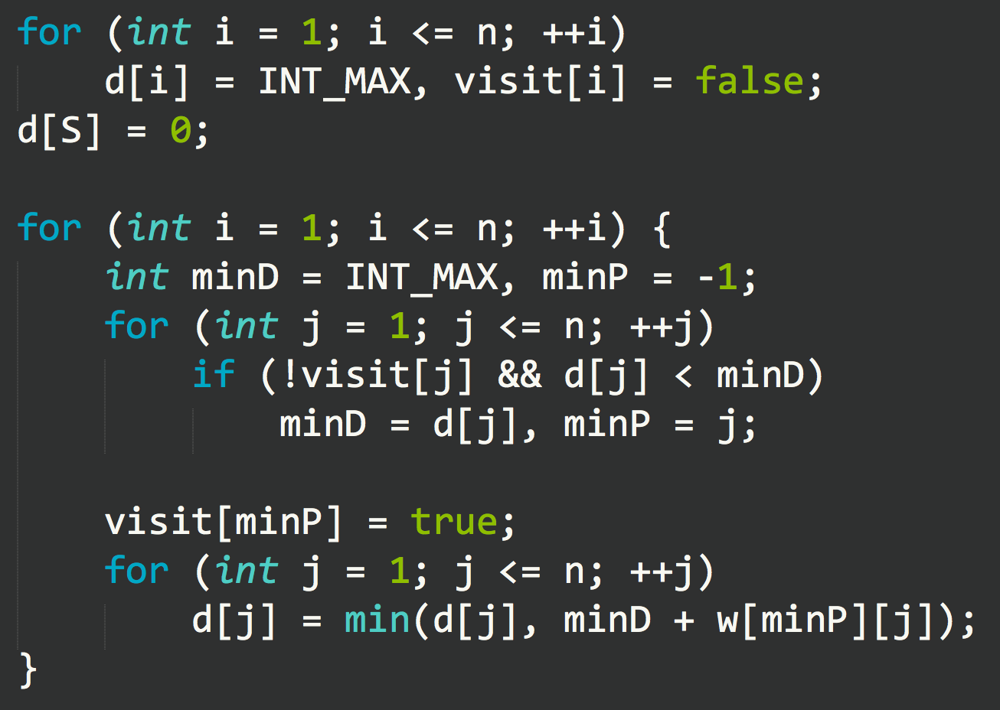 for (int i = 1; i <= n; ++i)
    d[i] = INT_MAX, visit[i] = false;
d[S] = 0;

for (int i = 1; i <= n; ++i) {
    int minD = INT_MAX, minP = -1;
    for (int j = 1; j <= n; ++j)
        if (!visit[j] && d[j] < minD)
            minD = d[j], minP = j;

    visit[minP] = true;
    for (int j = 1; j <= n; ++j)
        d[j] = min(d[j], minD + w[minP][j]);
}